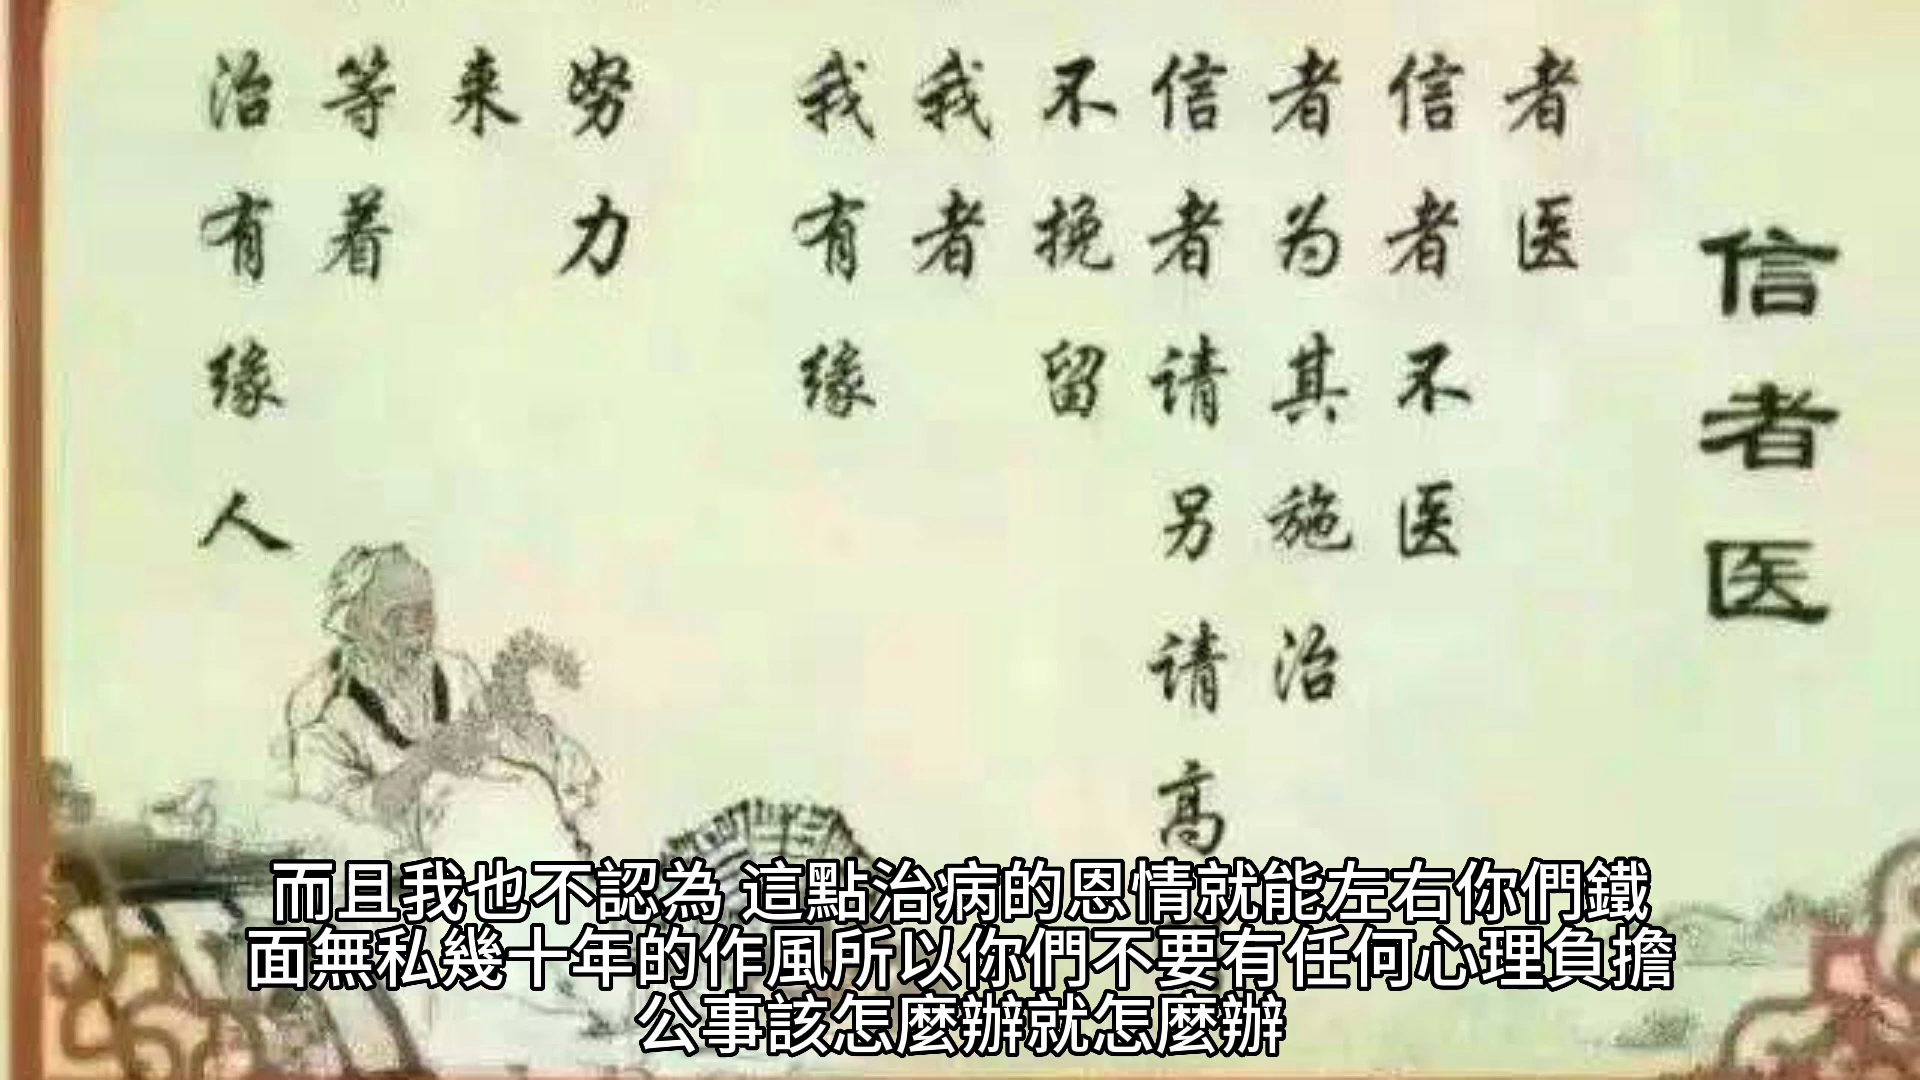 信者医
者医
信者不医
者为其施治
信者请另请高
不挽留
我者
我有缘
努力
来
等着
治有缘人
而且我也不認為 這點治病的恩情就能左右你們鐵
面無私幾十年的作風所以你們不要有任何心理負擔
公事該怎麼辦就怎麼辦